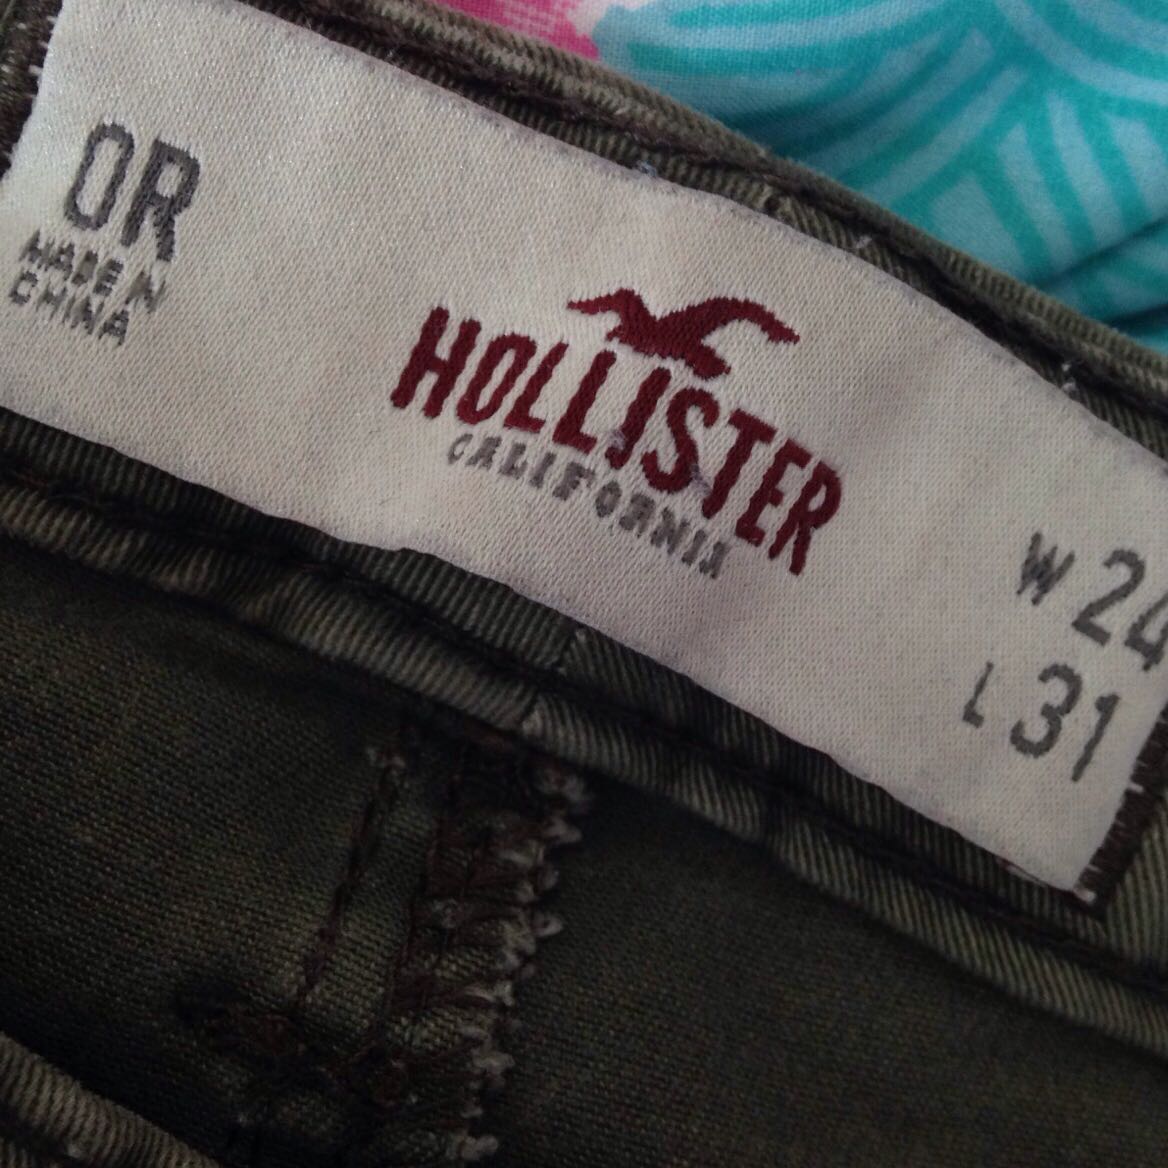 0R
MADE IN
CHINA
HOLLISTER
CALIFORNIA
W 24
L 31